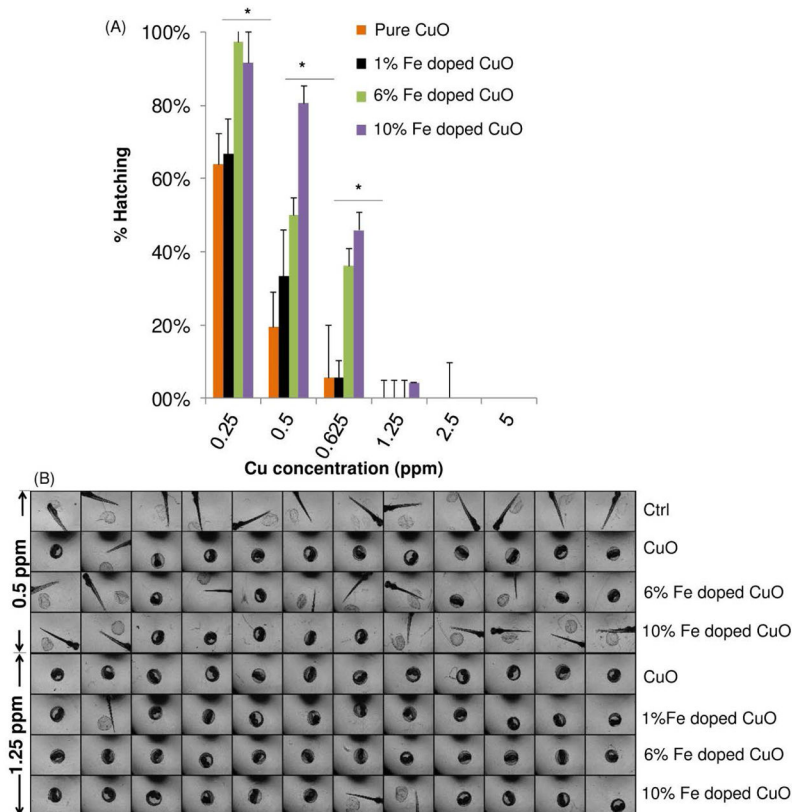 (A)
100%
80%
60%
40%
20%
00%
% Hatching
*
*
*
Pure CuO
1% Fe doped CuO
6% Fe doped CuO
10% Fe doped CuO
0.25
0.5
0.625
1.25
2.5
5
Cu concentration (ppm)
(B)
0.5 ppm
Ctrl
CuO
6% Fe doped CuO
10% Fe doped CuO
1.25 ppm
CuO
1%Fe doped CuO
6% Fe doped CuO
10% Fe doped CuO